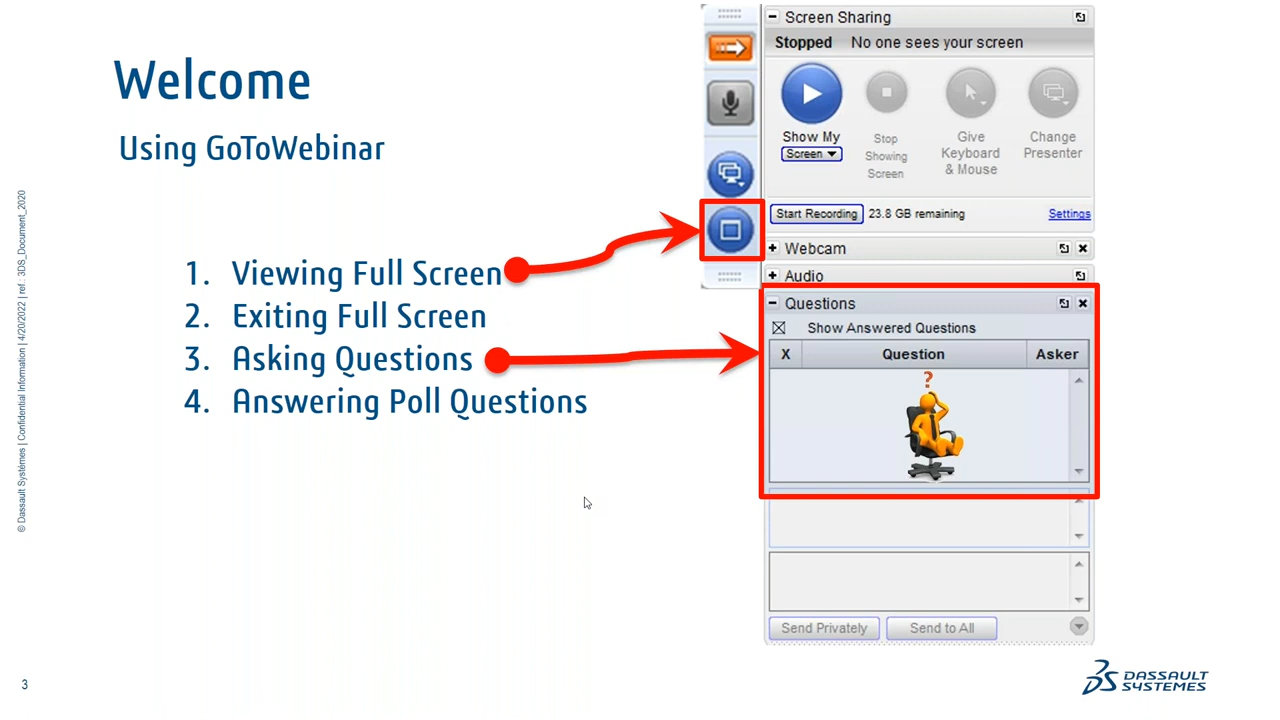 Welcome
Using GoToWebinar
1. Viewing Full Screen
2. Exiting Full Screen
3. Asking Questions
4. Answering Poll Questions
Screen Sharing
Stopped No one sees your screen
Show My
Screen
Stop
Showing
Screen
Give
Keyboard
& Mouse
Change
Presenter
Start Recording 23.8 GB remaining Settings
Webcam
Audio
Questions
Show Answered Questions
X Question Asker
?
Send Privately Send to All
© Dassault Systèmes | Confidential Information | 4/20/2022 | ref.: 3DS_Document_2020
3
DASSAULT
SYSTEMES